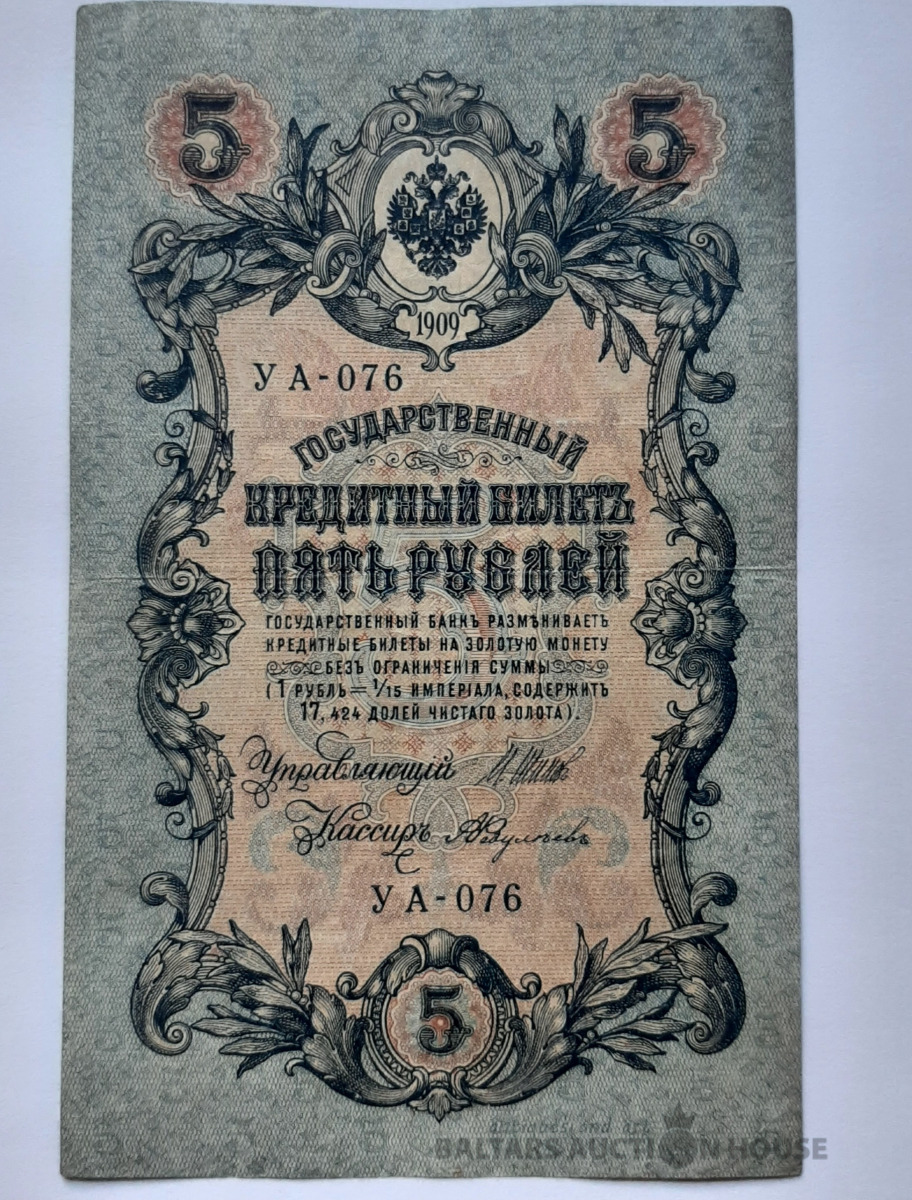 5 5
1909
УА-076
ГОСУДАРСТВЕННЫЙ
КРЕДИТНЫЙ БИЛЕТЪ
ПЯТЬ РУБЛЕЙ
ГОСУДАРСТВЕННЫЙ БАНКЪ РАЗМѢНИВАЕТЪ
КРЕДИТНЫЕ БИЛЕТЫ НА ЗОЛОТУЮ МОНЕТУ
БЕЗЪ ОГРАНИЧЕНІЯ СУММЫ
(1 РУБЛЬ = 1/15 ИМПЕРІАЛА, СОДЕРЖИТЪ
17,424 ДОЛЕЙ ЧИСТАГО ЗОЛОТА).
Управляющій
Кассиръ
УА-076
5
BALTARS AUCTION HOUSE